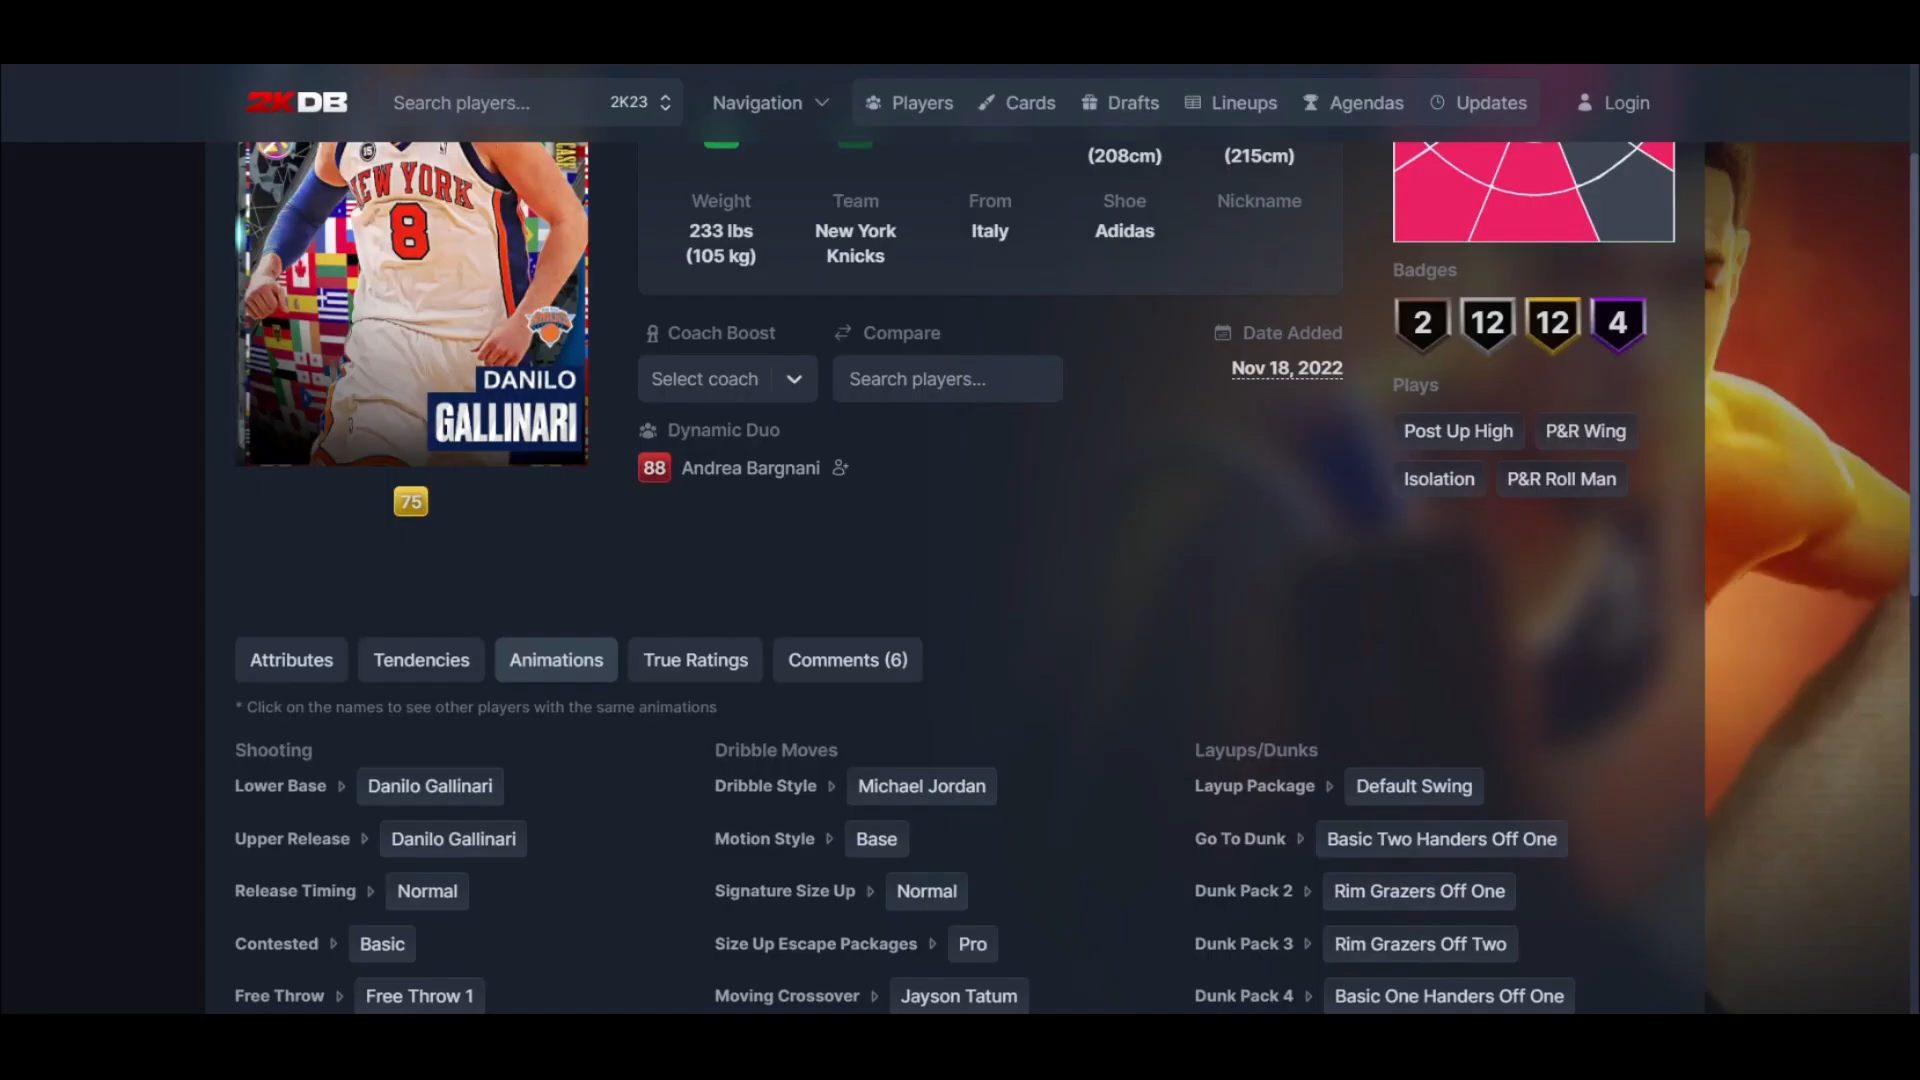 2KDB
Search players...
2K23
Navigation
Players
Cards
Drafts
Lineups
Agendas
Updates
Login
15
NEW YORK
8
DANILO
GALLINARI
75
(208cm)
(215cm)
Weight
Team
From
Shoe
Nickname
233 lbs
(105 kg)
New York
Knicks
Italy
Adidas
Coach Boost
Compare
Date Added
Select coach
Search players...
Nov 18, 2022
Dynamic Duo
88 Andrea Bargnani
Badges
2 12 12 4
Plays
Post Up High
P&R Wing
Isolation
P&R Roll Man
Attributes
Tendencies
Animations
True Ratings
Comments (6)
* Click on the names to see other players with the same animations
Shooting
Lower Base Danilo Gallinari
Upper Release Danilo Gallinari
Release Timing Normal
Contested Basic
Free Throw Free Throw 1
Dribble Moves
Dribble Style Michael Jordan
Motion Style Base
Signature Size Up Normal
Size Up Escape Packages Pro
Moving Crossover Jayson Tatum
Layups/Dunks
Layup Package Default Swing
Go To Dunk Basic Two Handers Off One
Dunk Pack 2 Rim Grazers Off One
Dunk Pack 3 Rim Grazers Off Two
Dunk Pack 4 Basic One Handers Off One